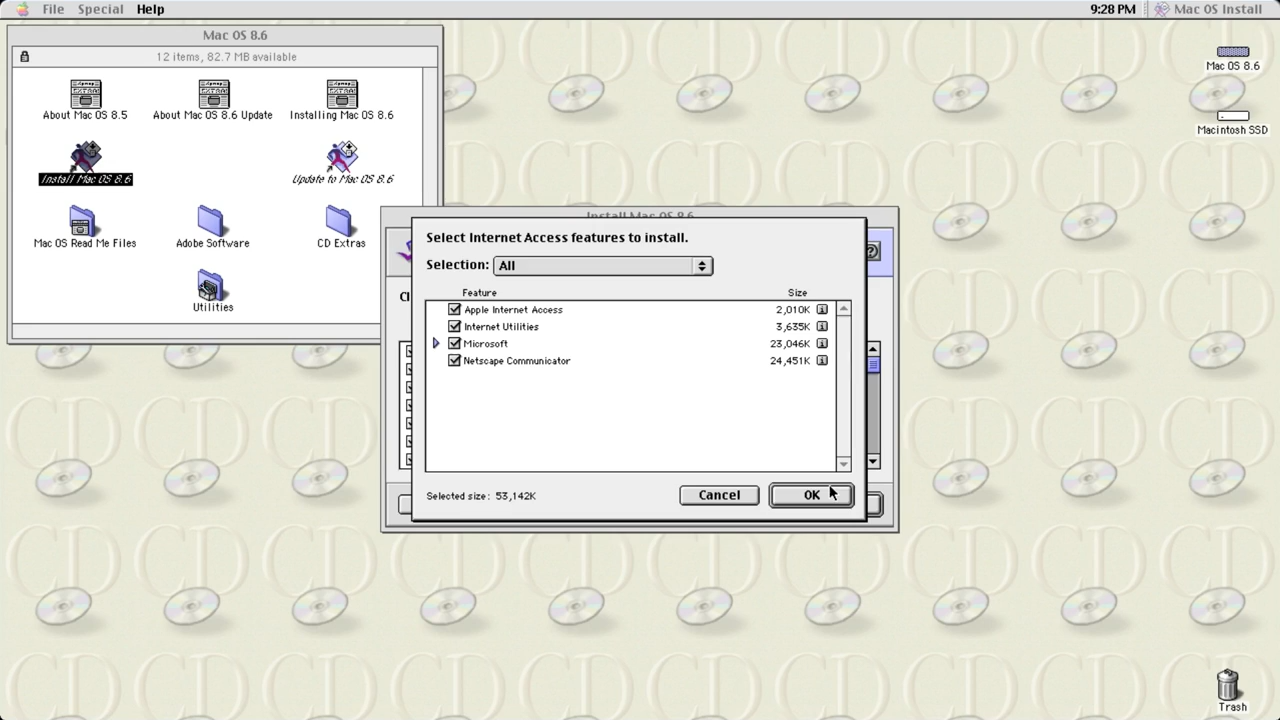 File Special Help 9:28 PM Mac OS Install
Mac OS 8.6
12 items, 82.7 MB available
About Mac OS 8.5 About Mac OS 8.6 Update Installing Mac OS 8.6
Install Mac OS 8.6 Update to Mac OS 8.6
Mac OS Read Me Files Adobe Software CD Extras
Utilities
Mac OS 8.6
Macintosh SSD
Install Mac OS 8.6
Select Internet Access features to install.
Selection: All
Feature Size
Apple Internet Access 2,010K
Internet Utilities 3,635K
Microsoft 23,046K
Netscape Communicator 24,451K
Selected size: 53,142K Cancel OK
Cl
Trash